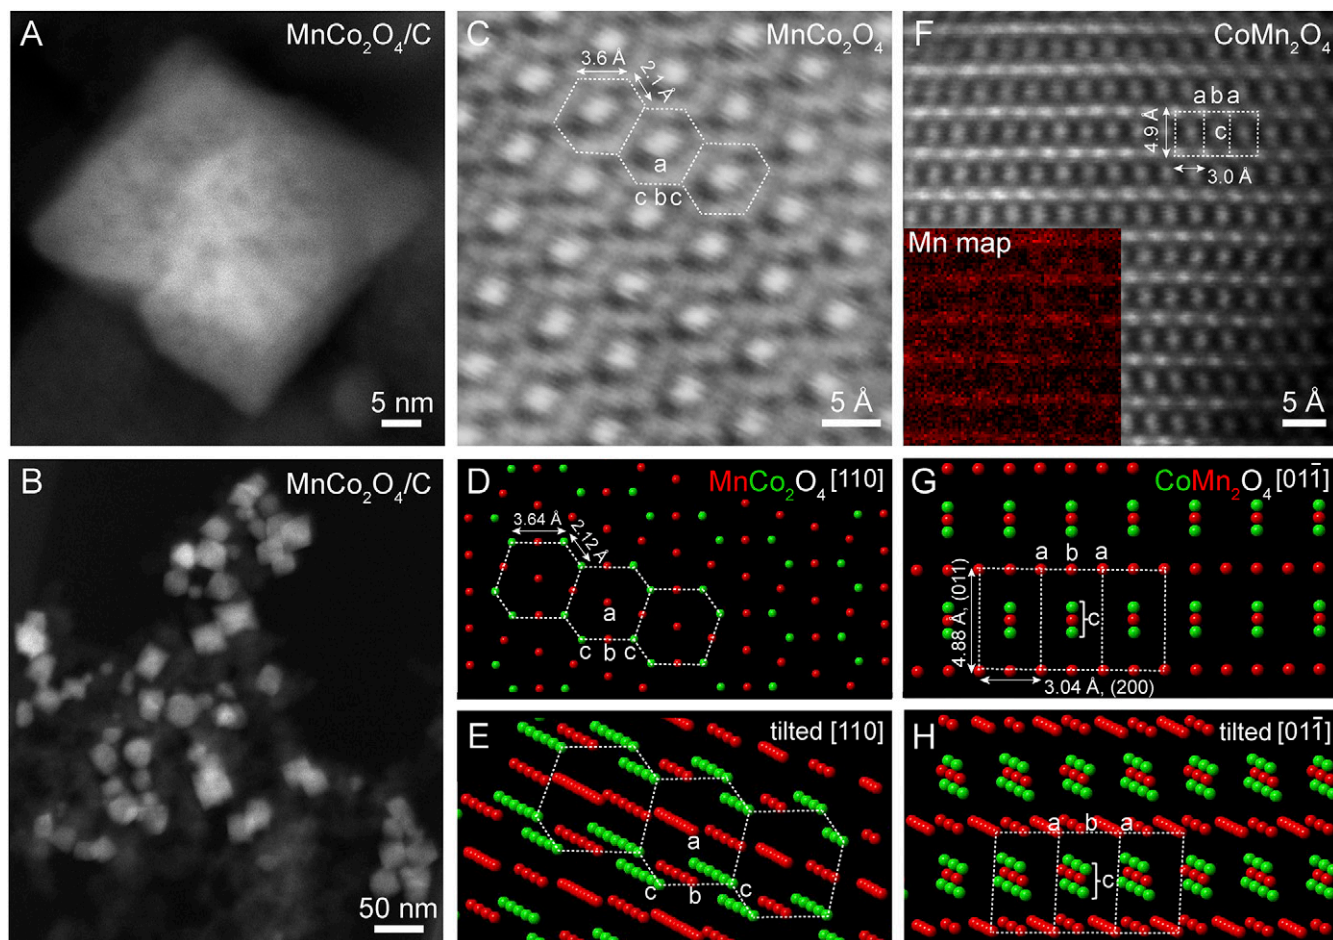 A
MnCo₂O₄/C
5 nm
B
MnCo₂O₄/C
50 nm
C
MnCo₂O₄
3.6 Å
2.1 Å
a
c b c
5 Å
D
MnCo₂O₄ [110]
3.64 Å
2.12 Å
a
c b c
E
tilted [110]
a
c b c
F
CoMn₂O₄
a b a
4.9 Å
c
3.0 Å
Mn map
5 Å
G
CoMn₂O₄ [011̄]
a b a
4.88 Å, (011)
c
3.04 Å, (200)
H
tilted [011̄]
a b a
c